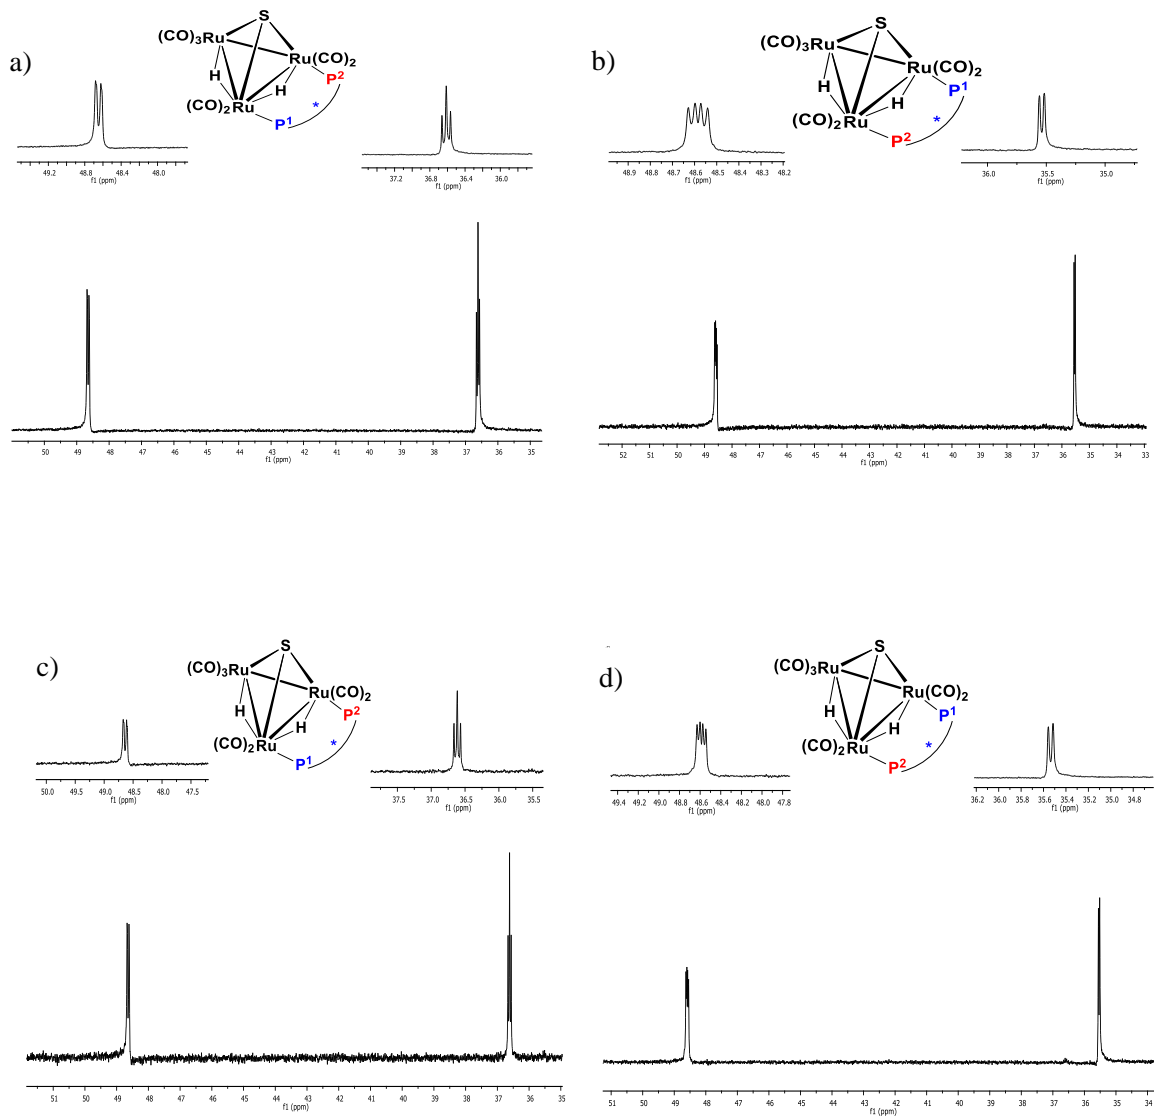 a)
S
(CO)₃Ru
Ru(CO)₂
H
P²
H
(CO)₂Ru
*
P¹
49.2 48.8 48.4 48.0
f1 (ppm)
37.2 36.8 36.4 36.0
f1 (ppm)
50 49 48 47 46 45 44 43 42 41 40 39 38 37 36 35
f1 (ppm)
b)
S
(CO)₃Ru
Ru(CO)₂
H
P¹
H
(CO)₂Ru
*
P²
48.9 48.8 48.7 48.6 48.5 48.4 48.3 48.2
f1 (ppm)
36.0 35.5 35.0
f1 (ppm)
52 51 50 49 48 47 46 45 44 43 42 41 40 39 38 37 36 35 34 33
f1 (ppm)
c)
S
(CO)₃Ru
Ru(CO)₂
H
P²
H
(CO)₂Ru
*
P¹
50.0 49.5 49.0 48.5 48.0 47.5
f1 (ppm)
37.5 37.0 36.5 36.0 35.5
f1 (ppm)
51 50 49 48 47 46 45 44 43 42 41 40 39 38 37 36 35
f1 (ppm)
d)
S
(CO)₃Ru
Ru(CO)₂
H
P¹
H
(CO)₂Ru
*
P²
49.4 49.2 49.0 48.8 48.6 48.4 48.2 48.0 47.8
f1 (ppm)
36.2 36.0 35.8 35.6 35.4 35.2 35.0 34.8
f1 (ppm)
51 50 49 48 47 46 45 44 43 42 41 40 39 38 37 36 35 34
f1 (ppm)